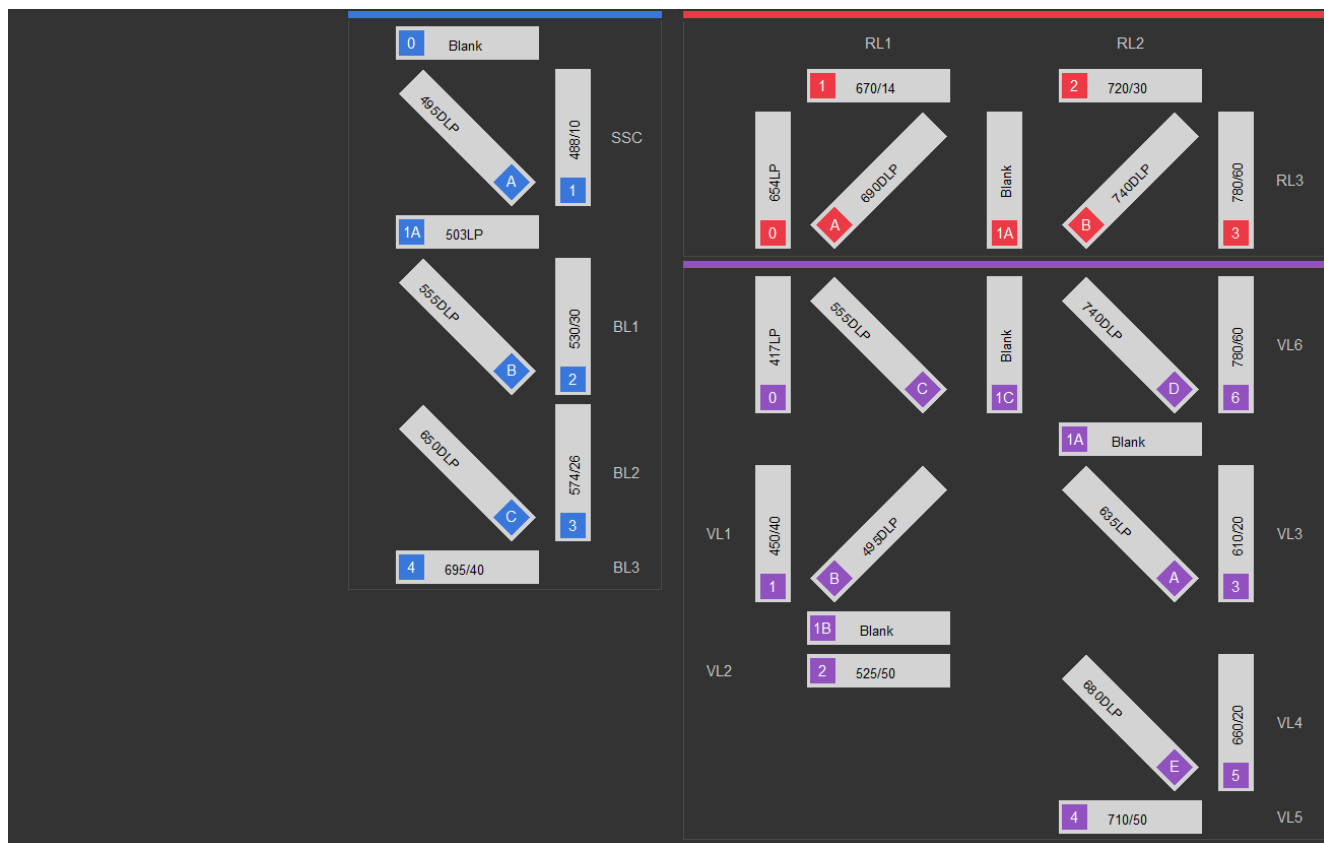 0 Blank
495DLP
A
488/10
1
SSC
1A 503LP
555DLP
B
530/30
2
BL1
650DLP
C
574/26
3
BL2
4 695/40
BL3
RL1
RL2
1 670/14
2 720/30
654LP
0
690DLP
A
Blank
1A
740DLP
B
780/60
3
RL3
417LP
0
555DLP
C
Blank
1C
740DLP
D
780/60
6
VL6
1A Blank
VL1
450/40
1
495DLP
B
635LP
A
610/20
3
VL3
1B Blank
VL2
2 525/50
680DLP
E
660/20
5
VL4
4 710/50
VL5